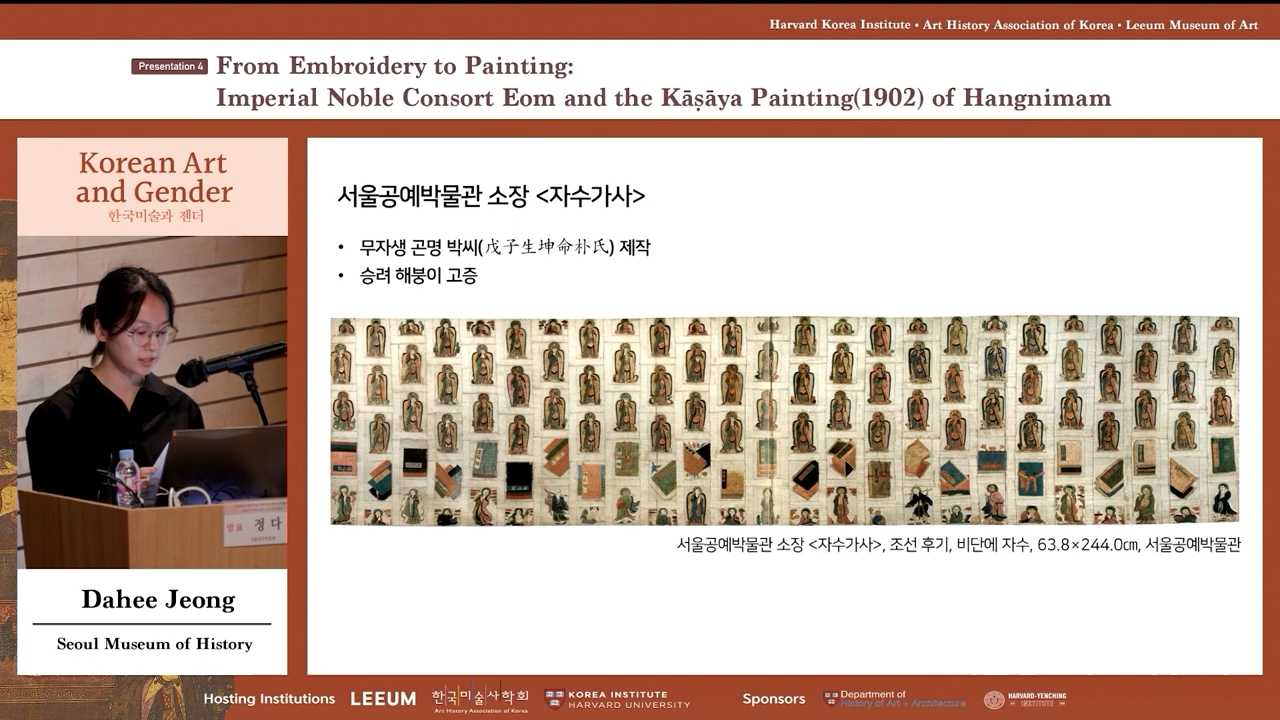 Harvard Korea Institute • Art History Association of Korea • Leeum Museum of Art
Presentation 4
From Embroidery to Painting:
Imperial Noble Consort Eom and the Kāṣāya Painting(1902) of Hangnimam
Korean Art
and Gender
한국미술과 젠더
서울공예박물관 소장 <자수가사>
• 무자생 곤명 박씨(戊子生坤命朴氏) 제작
• 승려 해붕이 고증
서울공예박물관 소장 <자수가사>, 조선 후기, 비단에 자수, 63.8×244.0㎝, 서울공예박물관
발표 정다
Dahee Jeong
Seoul Museum of History
Hosting Institutions
LEEUM
한국미술사학회
Art History Association of Korea
KOREA INSTITUTE
HARVARD UNIVERSITY
Sponsors
Department of
History of Art + Architecture
HARVARD-YENCHING
INSTITUTE